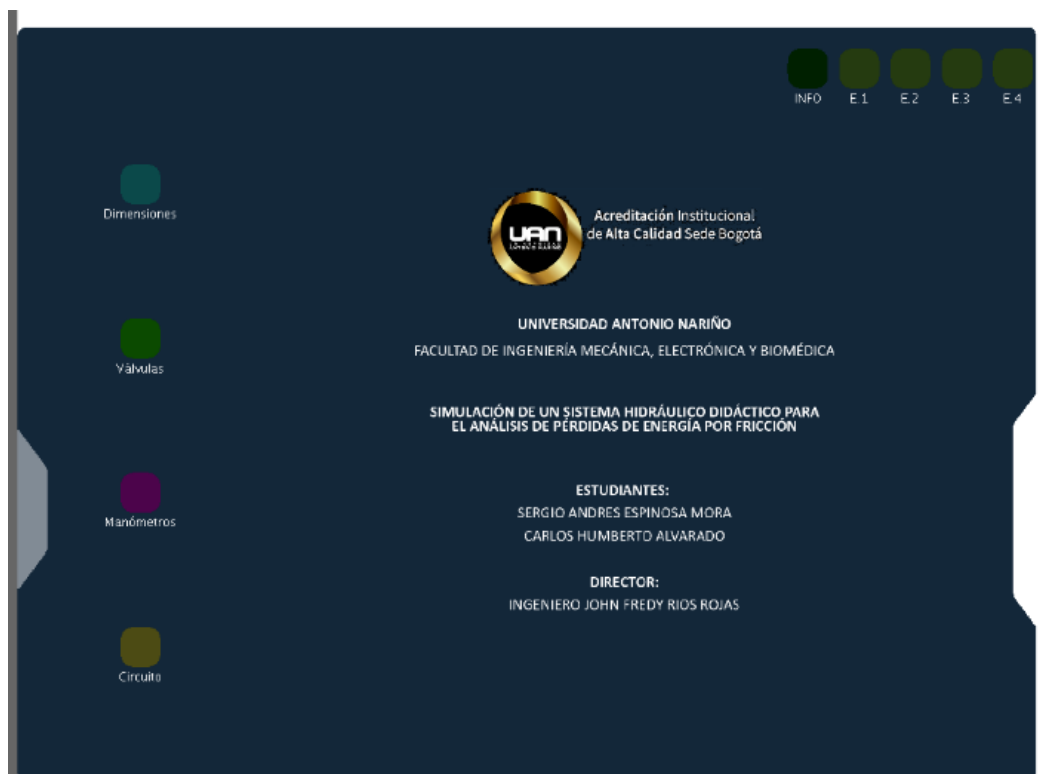 INFO E.1 E.2 E.3 E.4
Dimensiones
Acreditación Institucional
de Alta Calidad Sede Bogotá
UAN
UNIVERSIDAD ANTONIO NARIÑO
FACULTAD DE INGENIERÍA MECÁNICA, ELECTRÓNICA Y BIOMÉDICA
Válvulas
SIMULACIÓN DE UN SISTEMA HIDRÁULICO DIDÁCTICO PARA
EL ANÁLISIS DE PÉRDIDAS DE ENERGÍA POR FRICCIÓN
ESTUDIANTES:
SERGIO ANDRES ESPINOSA MORA
Manómetros
CARLOS HUMBERTO ALVARADO
DIRECTOR:
INGENIERO JOHN FREDY RIOS ROJAS
Circuito